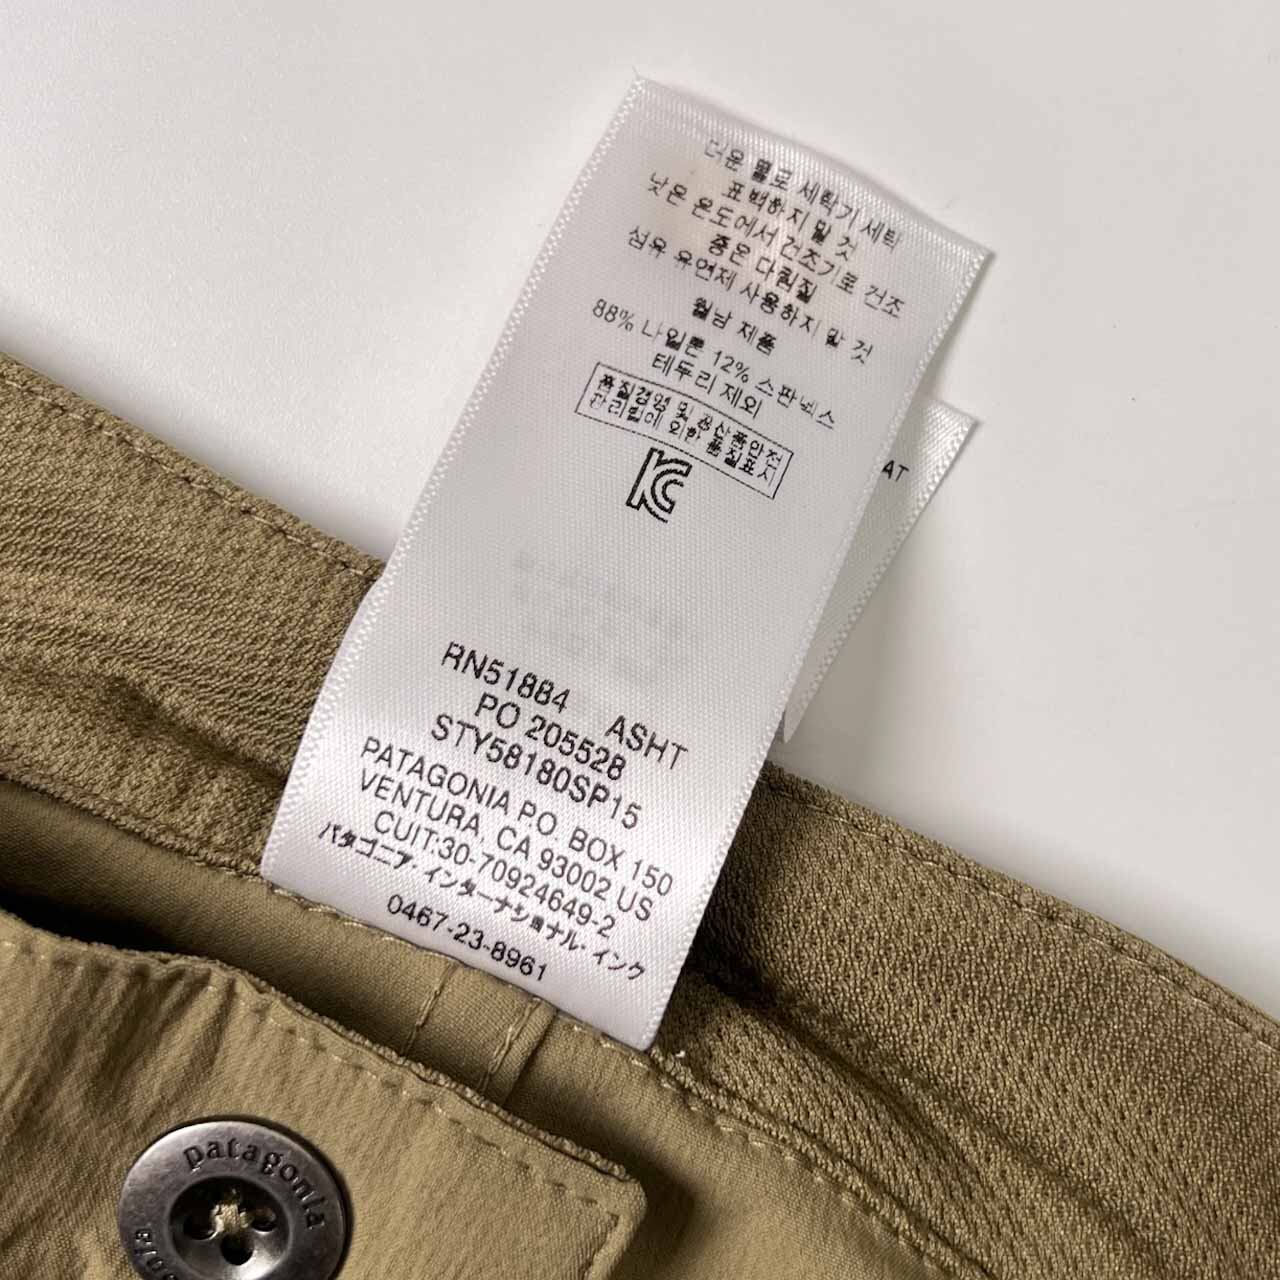 더운 물로 세탁기 세탁
표백하지 말 것
낮은 온도에서 건조기로 건조
중온 다림질
섬유 유연제 사용하지 말 것
월남 제품
88% 나일론 12% 스판덱스
테두리 제외
품질경영 및 공산품안전
관리법에 의한 품질표시
KC
AT
RN51884 ASHT
PO 205528
STY58180SP15
PATAGONIA PO. BOX 150
VENTURA, CA 93002 US
CUIT:30-70924649-2
パタゴニア・インターナショナル・インク
0467-23-8961
patagonia